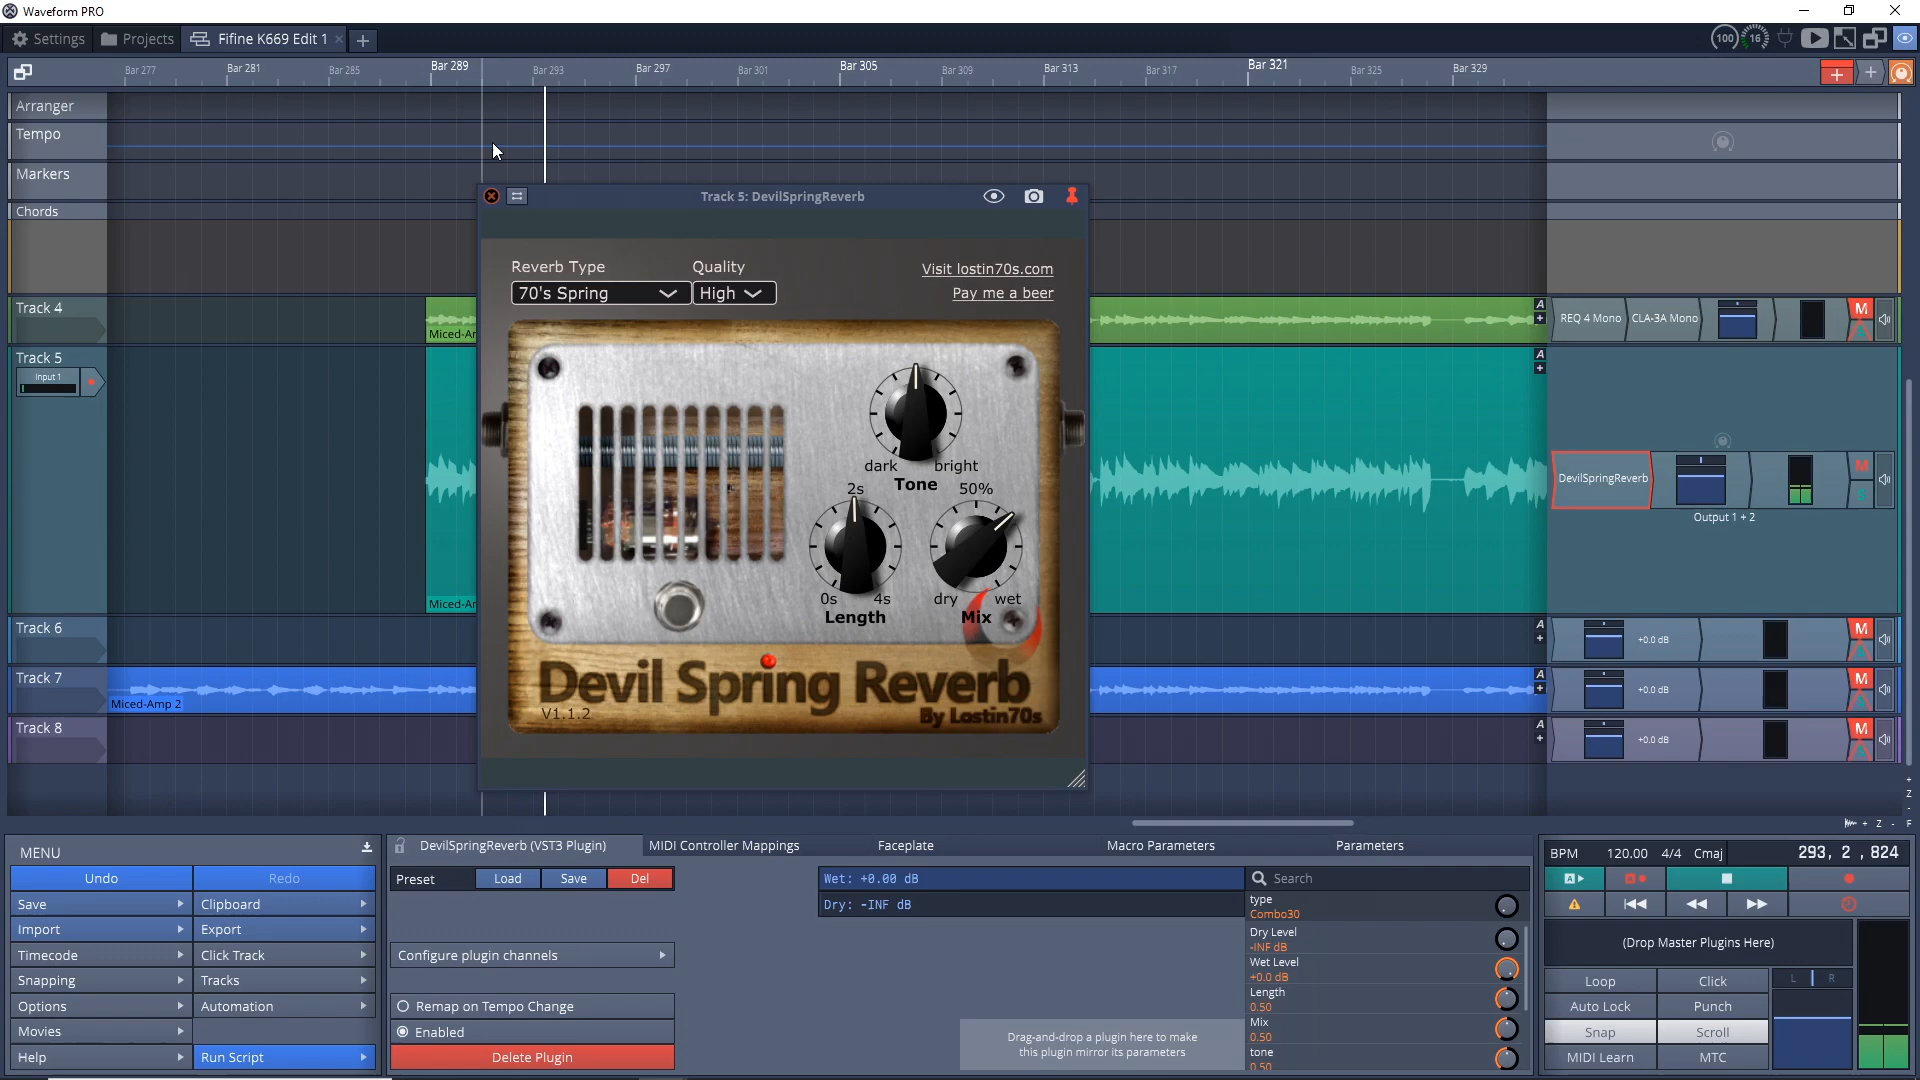 Waveform PRO
Settings
Projects
Fifine K669 Edit 1
100
16
Bar 277
Bar 281
Bar 285
Bar 289
Bar 293
Bar 297
Bar 301
Bar 305
Bar 309
Bar 313
Bar 317
Bar 321
Bar 329
Arranger
Tempo
Markers
Chords
Track 5: DevilSpringReverb
Reverb Type
Quality
70's Spring
High
Visit lostin70s.com
Pay me a beer
Track 4
Miced-Am
A
REQ 4 Mono
CLA-3A Mono
M
Track 5
Input 1
Miced-Am
A
DevilSpringReverb
M
S
Output 1 + 2
dark
bright
Tone
2s
50%
0s
4s
Length
dry
wet
Mix
Devil Spring Reverb
V1.1.2
By Lostin70s
Track 6
A
+0.0 dB
M
Track 7
Miced-Amp 2
A
+0.0 dB
M
Track 8
A
+0.0 dB
M
+ Z -
+ Z - F
MENU
Undo
Redo
Save
Clipboard
Import
Export
Timecode
Click Track
Snapping
Tracks
Options
Automation
Movies
Help
Run Script
DevilSpringReverb (VST3 Plugin)
MIDI Controller Mappings
Faceplate
Macro Parameters
Parameters
Preset
Load
Save
Del
Configure plugin channels
Remap on Tempo Change
Enabled
Delete Plugin
Wet: +0.00 dB
Dry: -INF dB
Drag-and-drop a plugin here to make
this plugin mirror its parameters
Search
type
Combo30
Dry Level
-INF dB
Wet Level
+0.0 dB
Length
0.50
Mix
0.50
tone
0.50
BPM
120.00
4/4
Cmaj
293, 2 , 824
A
A
(Drop Master Plugins Here)
Loop
Click
Auto Lock
Punch
Snap
Scroll
MIDI Learn
MTC
L
R